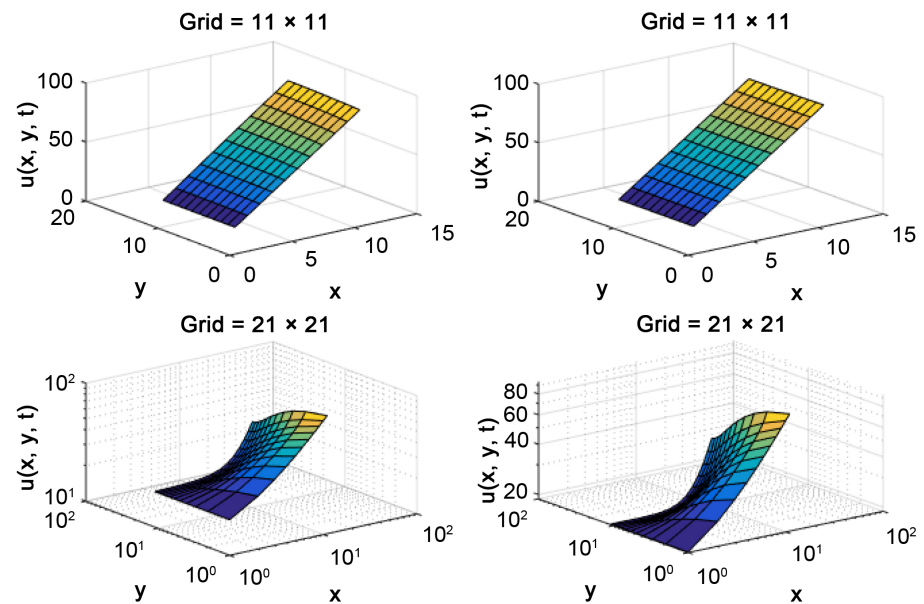 Grid = 11 × 11
u(x, y, t)
100
50
0
20
10
0
y
0
5
10
15
x
Grid = 11 × 11
u(x, y, t)
100
50
0
20
10
0
y
0
5
10
15
x
Grid = 21 × 21
u(x, y, t)
10²
10¹
10²
10¹
10⁰
y
10⁰
10¹
10²
x
Grid = 21 × 21
u(x, y, t)
80
60
40
20
10²
10¹
10⁰
y
10⁰
10¹
10²
x